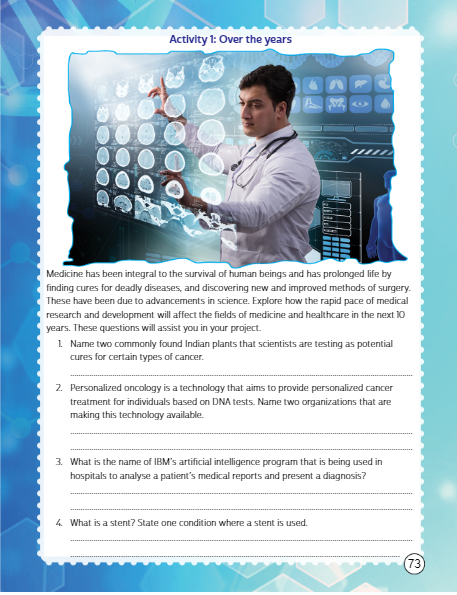 Activity 1: Over the years
Medicine has been integral to the survival of human beings and has prolonged life by
finding cures for deadly diseases, and discovering new and improved methods of surgery.
These have been due to advancements in science. Explore how the rapid pace of medical
research and development will affect the fields of medicine and healthcare in the next 10
years. These questions will assist you in your project.
1. Name two commonly found Indian plants that scientists are testing as potential
cures for certain types of cancer.
2. Personalized oncology is a technology that aims to provide personalized cancer
treatment for individuals based on DNA tests. Name two organizations that are
making this technology available.
3. What is the name of IBM's artificial intelligence program that is being used in
hospitals to analyse a patient's medical reports and present a diagnosis?
4. What is a stent? State one condition where a stent is used.
73